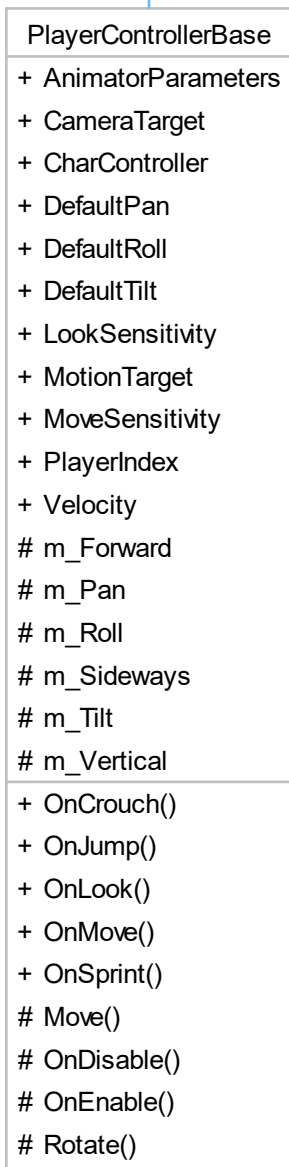 PlayerControllerBase
+ AnimatorParameters
+ CameraTarget
+ CharController
+ DefaultPan
+ DefaultRoll
+ DefaultTilt
+ LookSensitivity
+ MotionTarget
+ MoveSensitivity
+ PlayerIndex
+ Velocity
# m_Forward
# m_Pan
# m_Roll
# m_Sideways
# m_Tilt
# m_Vertical
+ OnCrouch()
+ OnJump()
+ OnLook()
+ OnMove()
+ OnSprint()
# Move()
# OnDisable()
# OnEnable()
# Rotate()